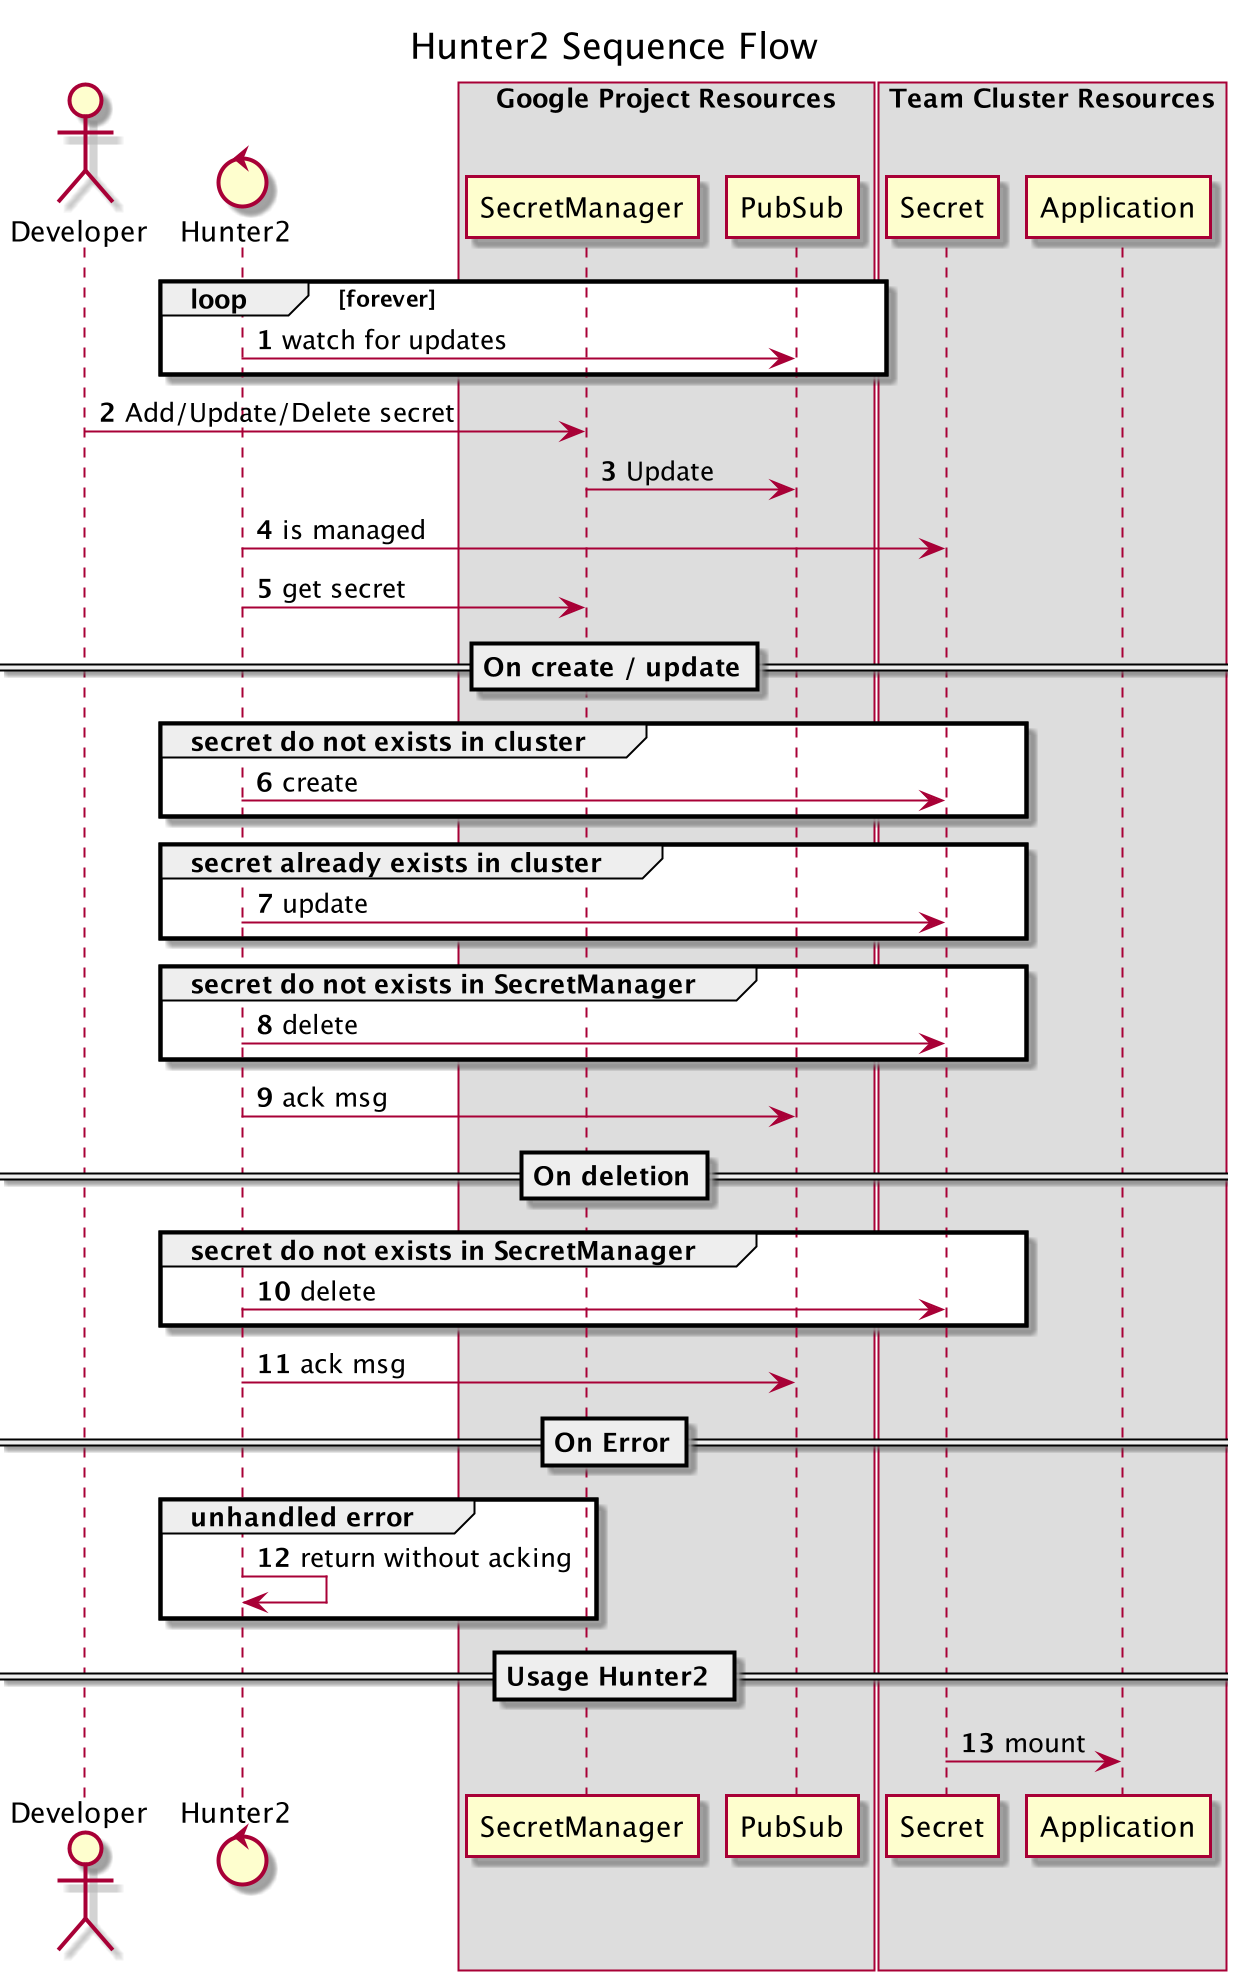 Hunter2 Sequence Flow
Google Project Resources
Team Cluster Resources
Developer
Hunter2
SecretManager
PubSub
Secret
Application
loop [forever]
1 watch for updates
2 Add/Update/Delete secret
3 Update
4 is managed
5 get secret
On create / update
secret do not exists in cluster
6 create
secret already exists in cluster
7 update
secret do not exists in SecretManager
8 delete
9 ack msg
On deletion
secret do not exists in SecretManager
10 delete
11 ack msg
On Error
unhandled error
12 return without acking
Usage Hunter2
13 mount
Developer
Hunter2
SecretManager
PubSub
Secret
Application